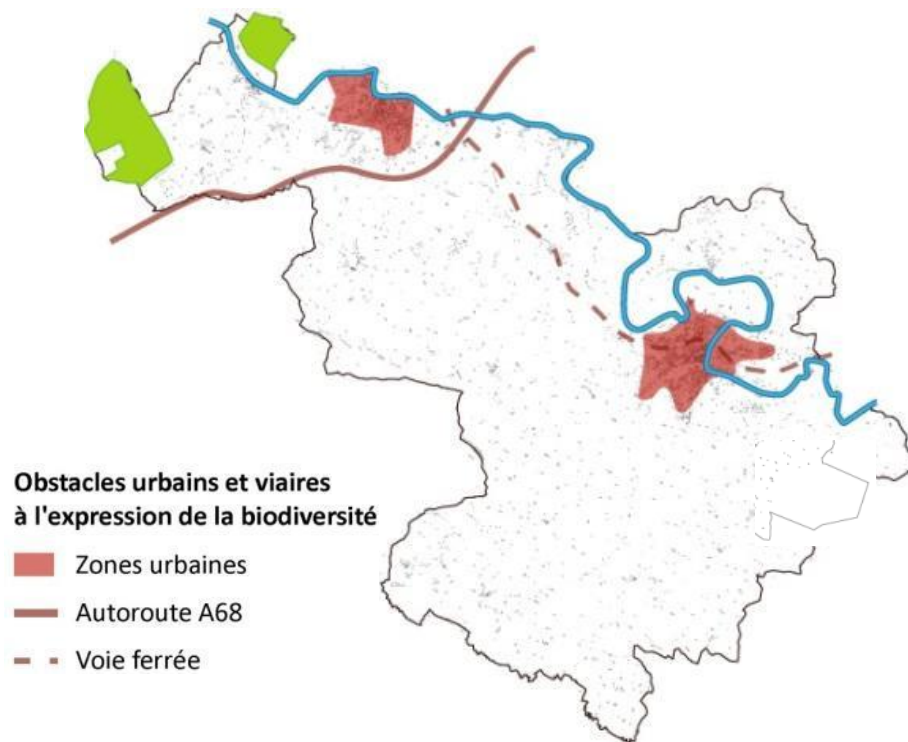 Obstacles urbains et viaires
à l'expression de la biodiversité
Zones urbaines
Autoroute A68
Voie ferrée